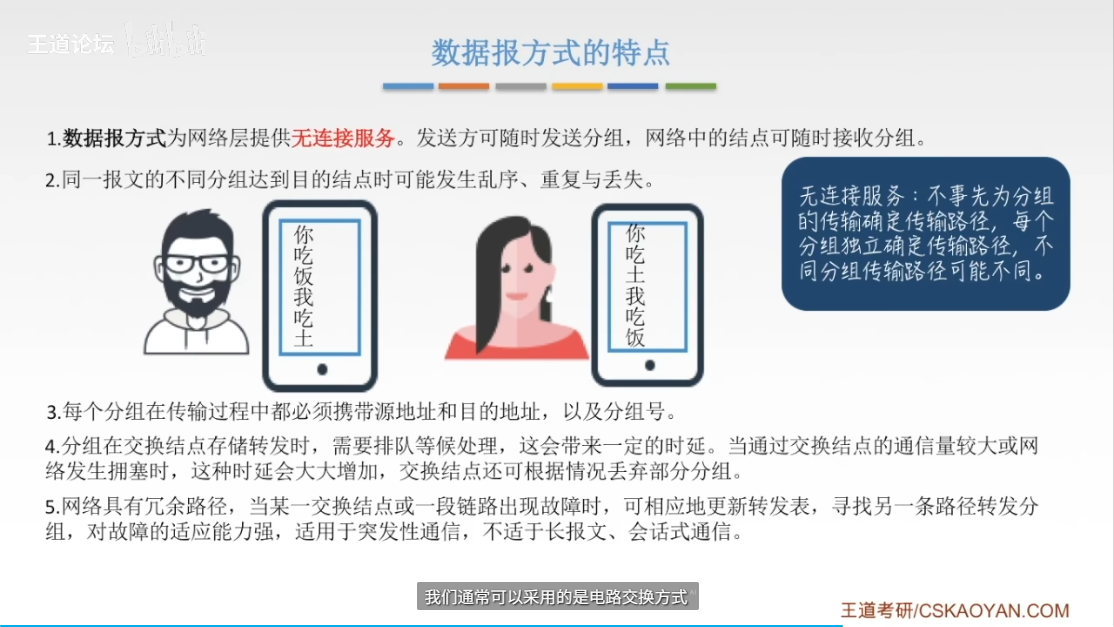 王道论坛
bilibili
数据报方式的特点
1.数据报方式为网络层提供无连接服务。发送方可随时发送分组，网络中的结点可随时接收分组。
2.同一报文的不同分组达到目的结点时可能发生乱序、重复与丢失。
无连接服务：不事先为分组
的传输确定传输路径，每个
分组独立确定传输路径，不
同分组传输路径可能不同。
你吃饭我吃土
你吃土我吃饭
3.每个分组在传输过程中都必须携带源地址和目的地址，以及分组号。
4.分组在交换结点存储转发时，需要排队等候处理，这会带来一定的时延。当通过交换结点的通信量较大或网
络发生拥塞时，这种时延会大大增加，交换结点还可根据情况丢弃部分分组。
5.网络具有冗余路径，当某一交换结点或一段链路出现故障时，可相应地更新转发表，寻找另一条路径转发分
组，对故障的适应能力强，适用于突发性通信，不适于长报文、会话式通信。
我们通常可以采用的是电路交换方式
王道考研/CSKAOYAN.COM